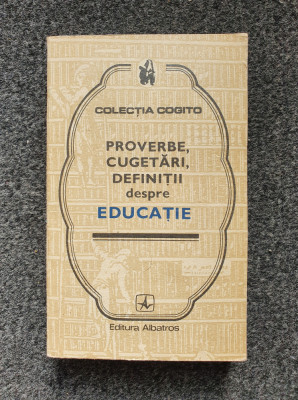 COLECȚIA COGITO
PROVERBE,
CUGETĂRI,
DEFINIȚII
despre
EDUCAȚIE
Editura Albatros